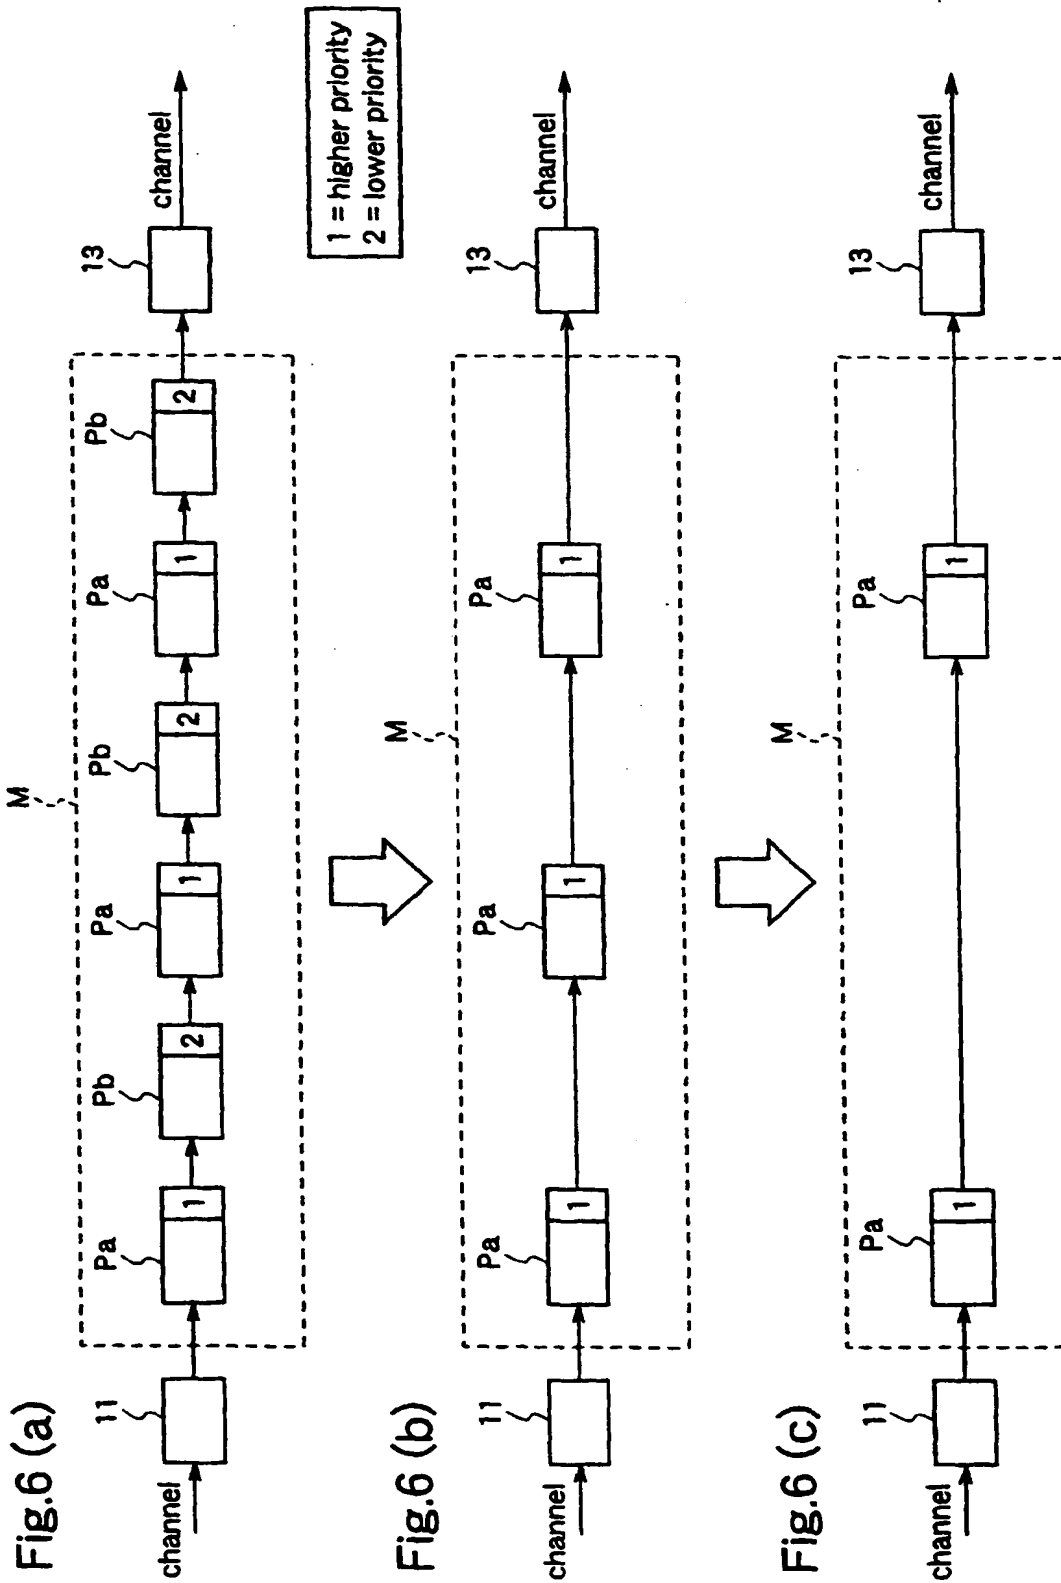 Fig.6 (a)
M
channel
11
Pa
1
Pb
2
Pa
1
Pb
2
Pa
1
Pb
2
13
channel
1 = higher priority
2 = lower priority
Fig.6 (b)
M
channel
11
Pa
1
Pa
1
Pa
1
13
channel
Fig.6 (c)
M
channel
11
Pa
1
Pa
1
13
channel